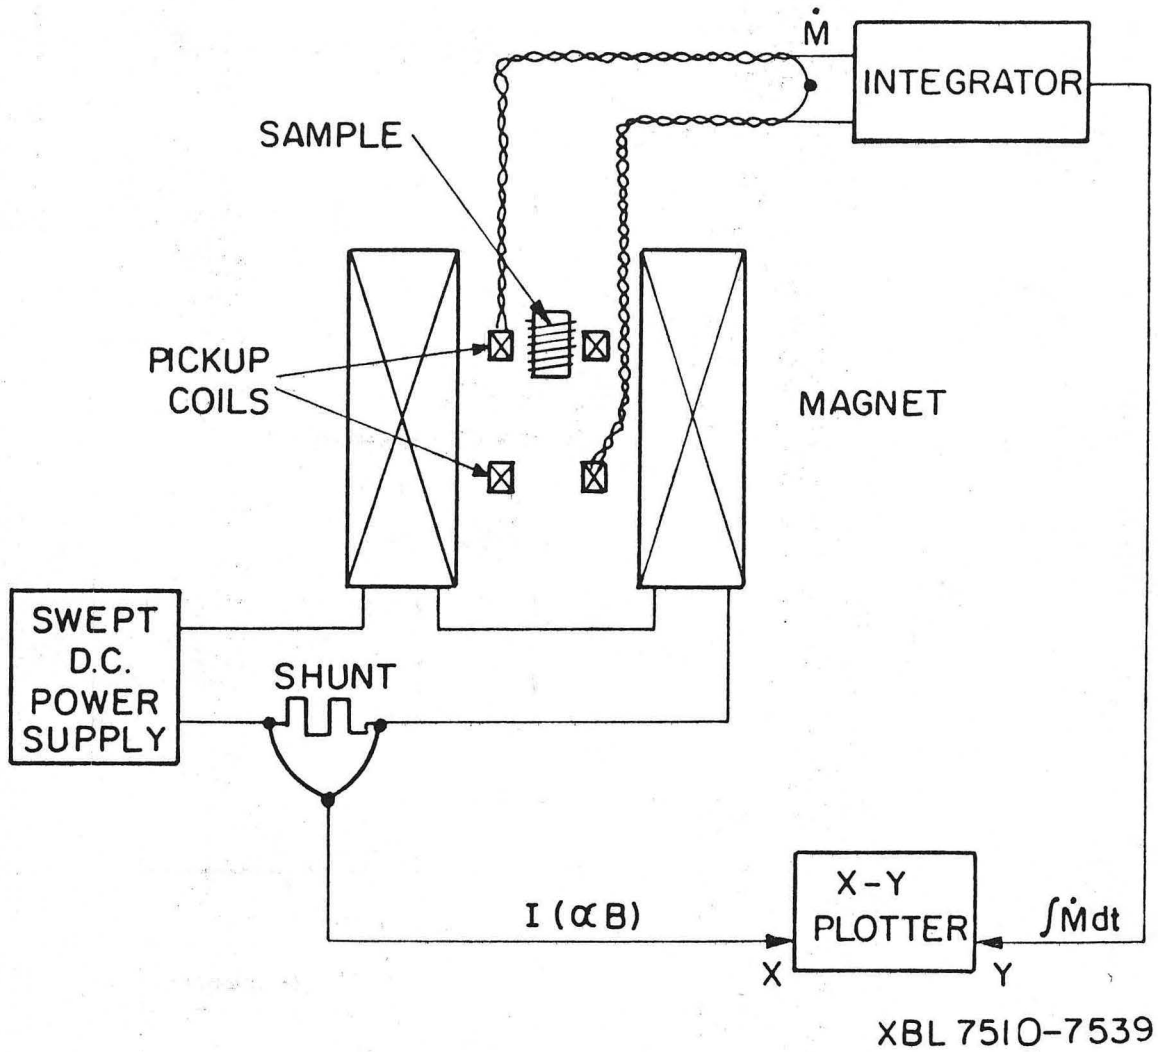 Ṁ
INTEGRATOR
SAMPLE
PICKUP
COILS
MAGNET
SWEPT
D.C.
POWER
SUPPLY
SHUNT
I (∝B)
X-Y
PLOTTER
∫Ṁdt
X
Y
XBL 7510-7539